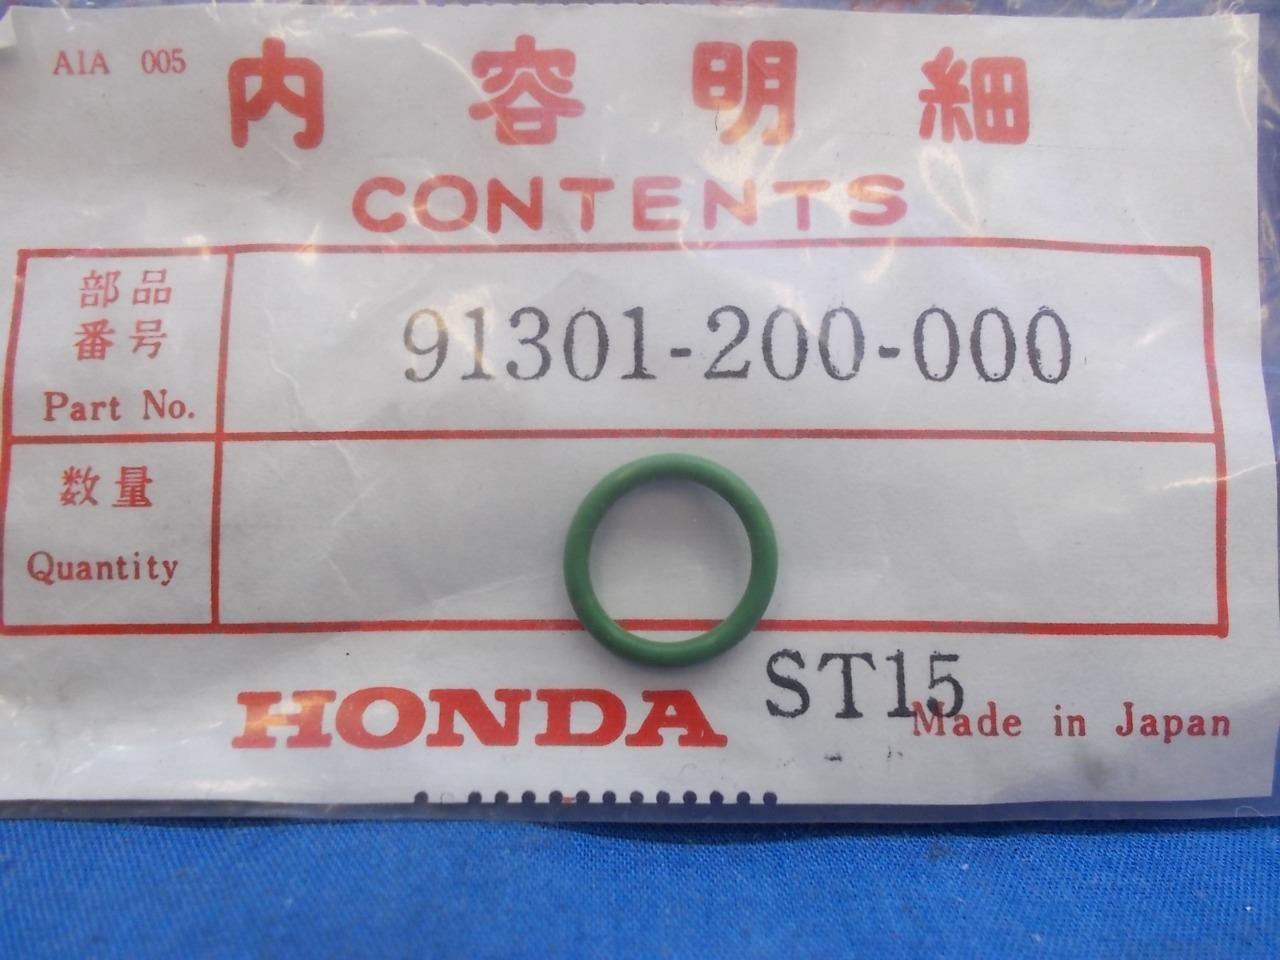 AIA 005
内容明細
CONTENTS
部品
番号
Part No.
91301-200-000
数量
Quantity
ST15
HONDA
Made in Japan